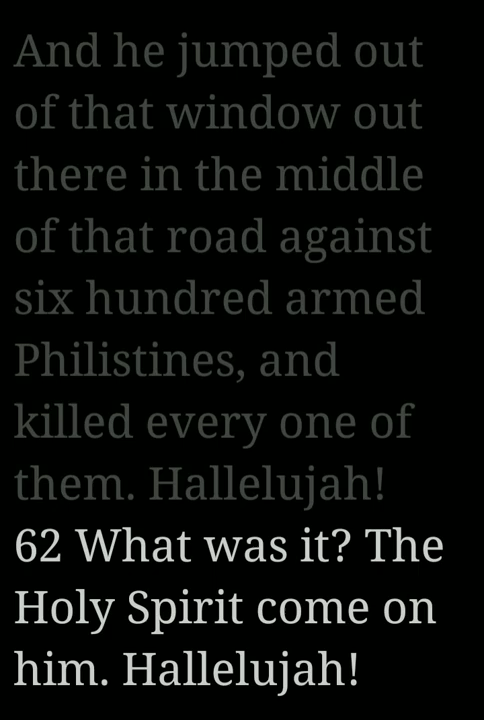 And he jumped out
of that window out
there in the middle
of that road against
six hundred armed
Philistines, and
killed every one of
them. Hallelujah!
62 What was it? The
Holy Spirit come on
him. Hallelujah!